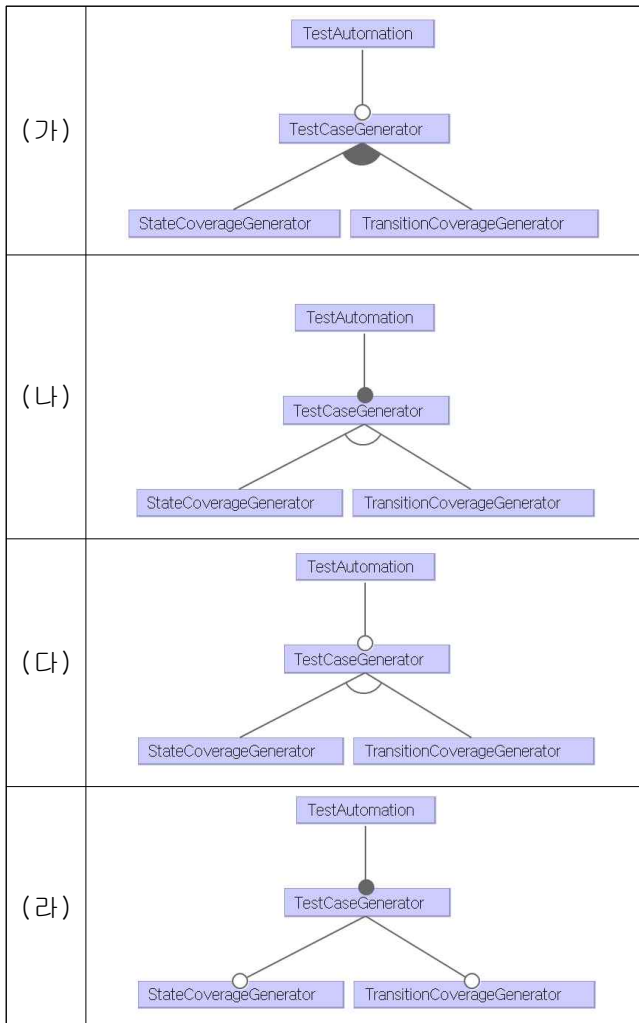 TestAutomation
(가)
TestCaseGenerator
StateCoverageGenerator TransitionCoverageGenerator
TestAutomation
(나)
TestCaseGenerator
StateCoverageGenerator TransitionCoverageGenerator
TestAutomation
(다)
TestCaseGenerator
StateCoverageGenerator TransitionCoverageGenerator
TestAutomation
(라)
TestCaseGenerator
StateCoverageGenerator TransitionCoverageGenerator